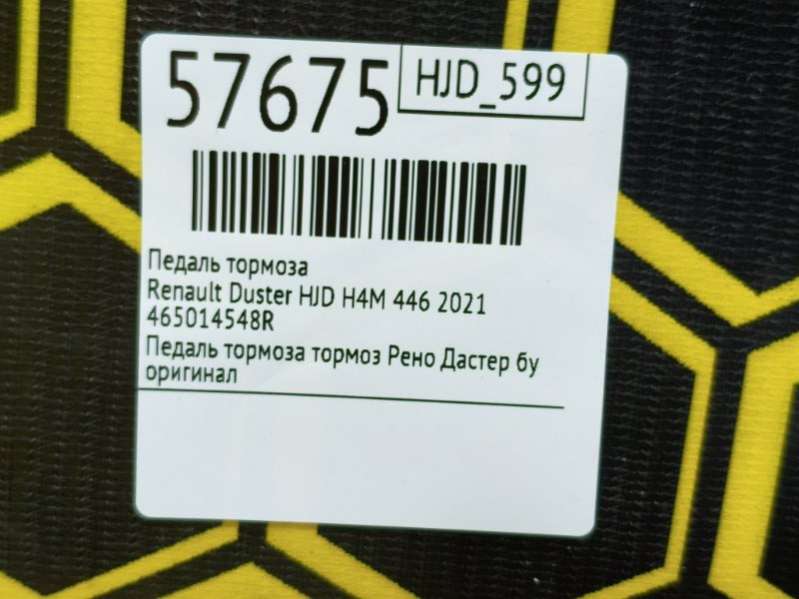 57675
HJD_599
Педаль тормоза
Renault Duster HJD H4M 446 2021
465014548R
Педаль тормоза тормоз Рено Дастер бу
оригинал